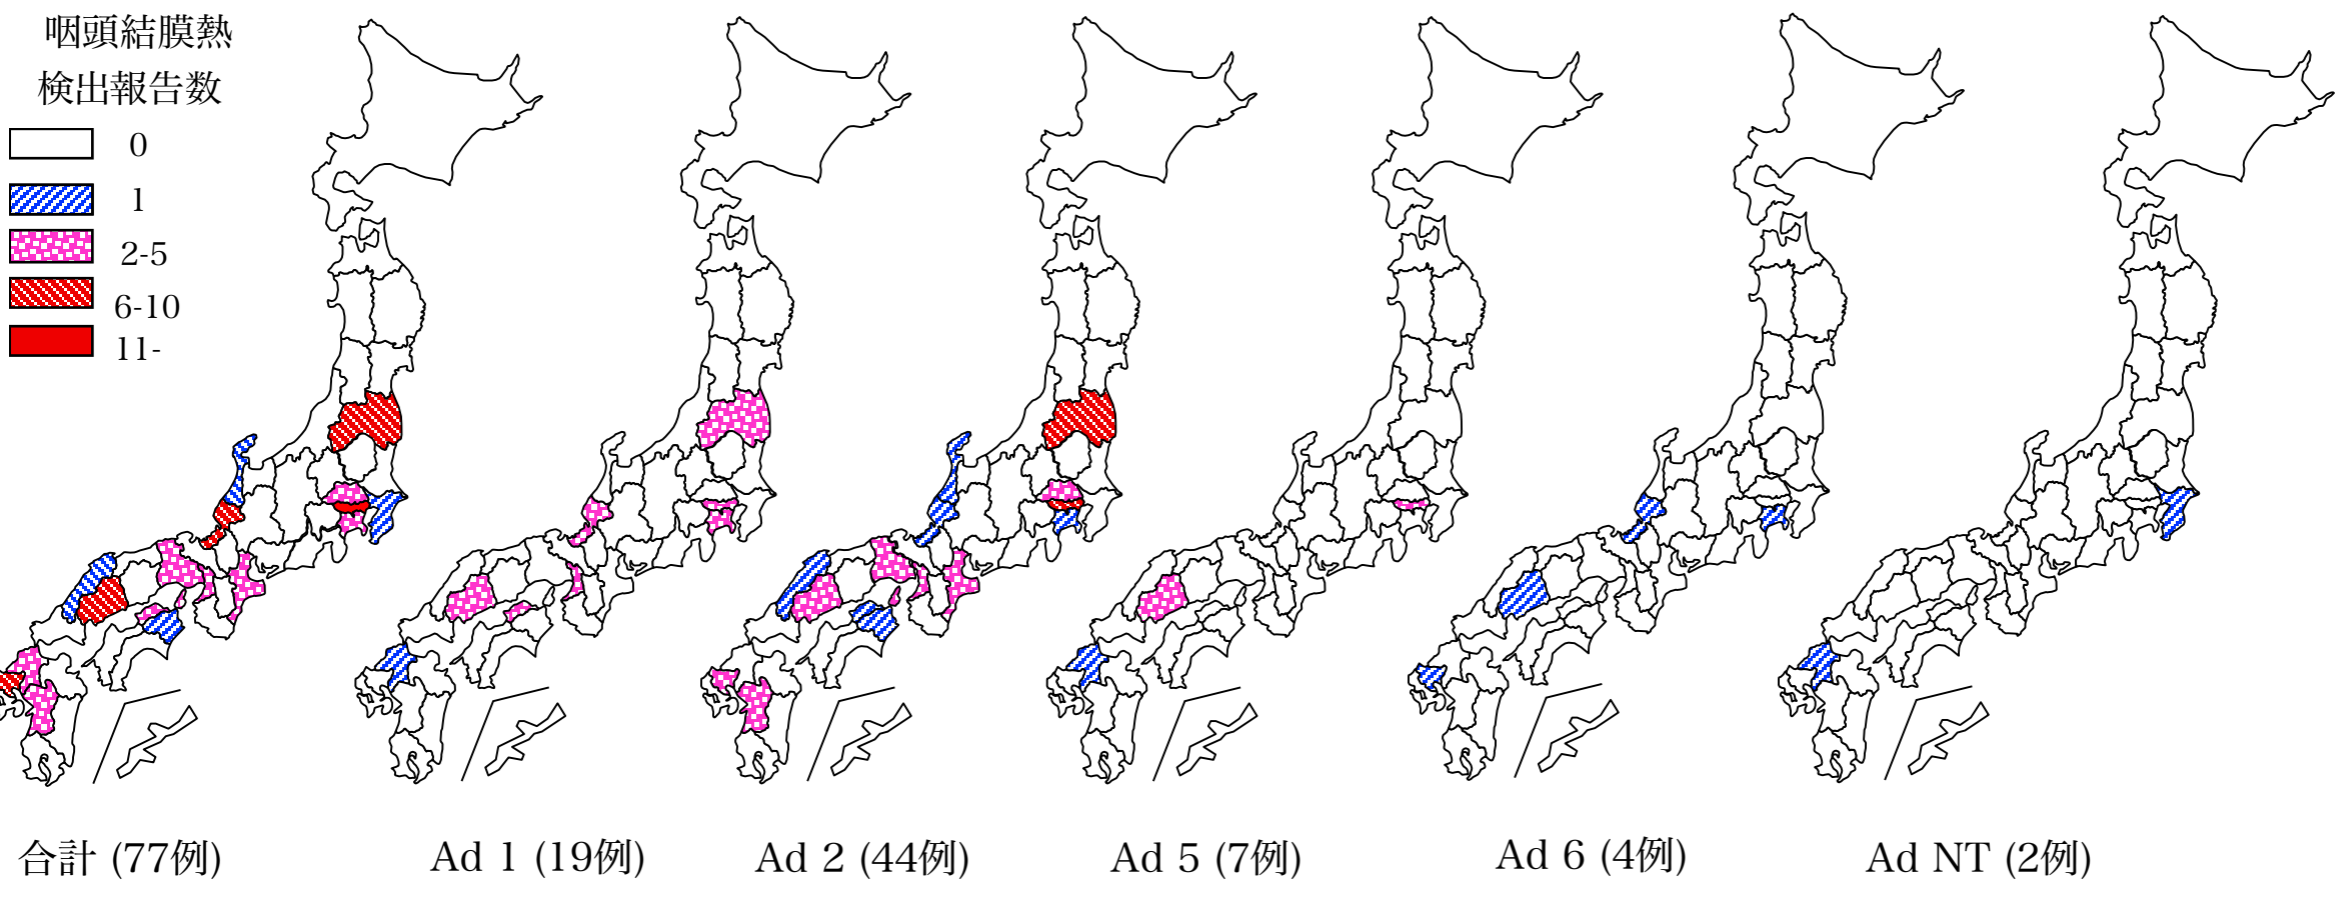 咽頭結膜熱
検出報告数
0
1
2-5
6-10
11-
合計 (77例)
Ad 1 (19例)
Ad 2 (44例)
Ad 5 (7例)
Ad 6 (4例)
Ad NT (2例)